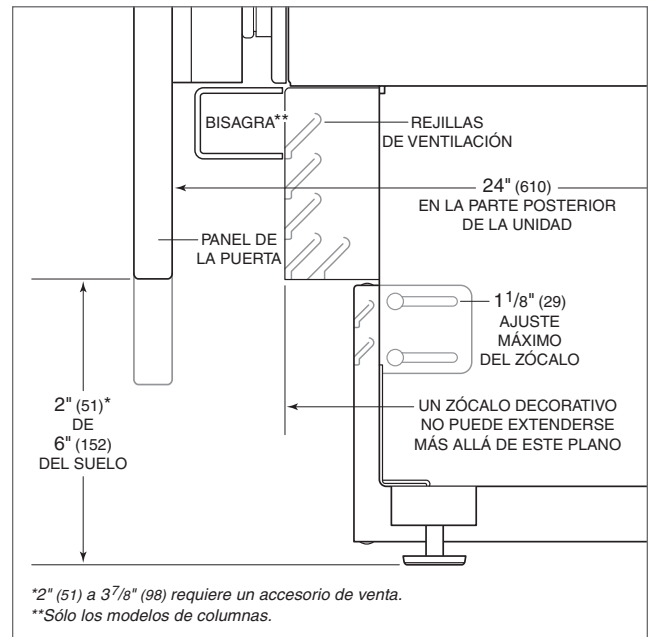 BISAGRA**
REJILLAS
DE VENTILACIÓN
24" (610)
EN LA PARTE POSTERIOR
DE LA UNIDAD
PANEL DE
LA PUERTA
1 1/8" (29)
AJUSTE
MÁXIMO
DEL ZÓCALO
2" (51)*
DE
6" (152)
DEL SUELO
UN ZÓCALO DECORATIVO
NO PUEDE EXTENDERSE
MÁS ALLÁ DE ESTE PLANO
*2" (51) a 3 7/8" (98) requiere un accesorio de venta.
**Sólo los modelos de columnas.